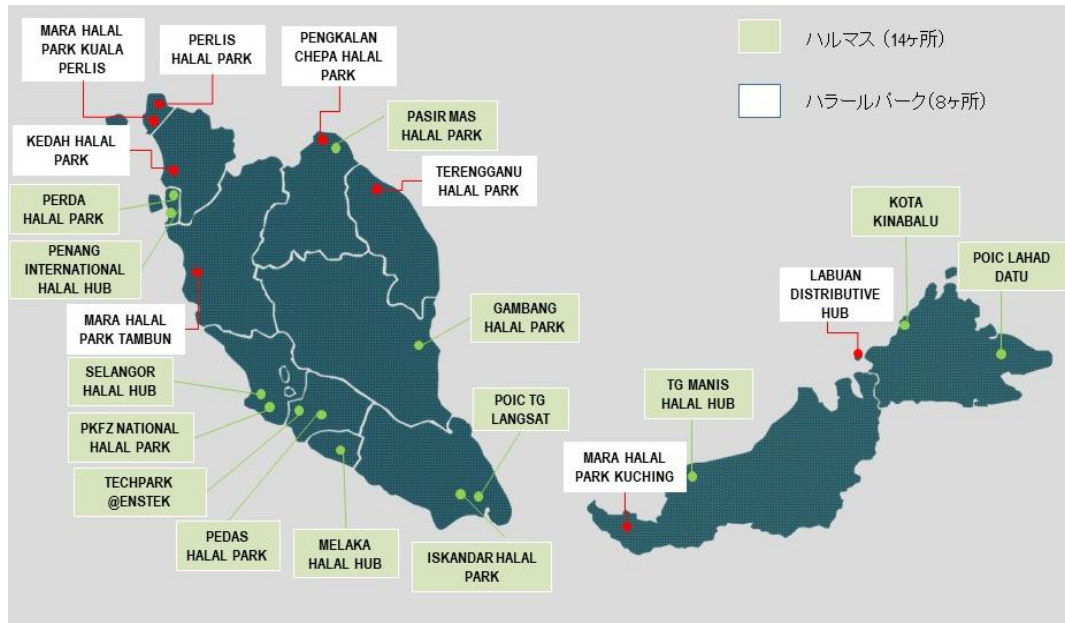 MARA HALAL
PARK KUALA
PERLIS
PERLIS
HALAL PARK
PENGKALAN
CHEPA HALAL
PARK
ハルマス (14ヶ所)
ハラールパーク(8ヶ所)
PASIR MAS
HALAL PARK
KEDAH HALAL
PARK
TERENGGANU
HALAL PARK
PERDA
HALAL PARK
KOTA
KINABALU
PENANG
INTERNATIONAL
HALAL HUB
POIC LAHAD
DATU
LABUAN
DISTRIBUTIVE
HUB
MARA HALAL
PARK TAMBUN
GAMBANG
HALAL PARK
SELANGOR
HALAL HUB
TG MANIS
HALAL HUB
POIC TG
LANGSAT
PKFZ NATIONAL
HALAL PARK
MARA HALAL
PARK KUCHING
TECHPARK
@ENSTEK
PEDAS
HALAL PARK
MELAKA
HALAL HUB
ISKANDAR HALAL
PARK